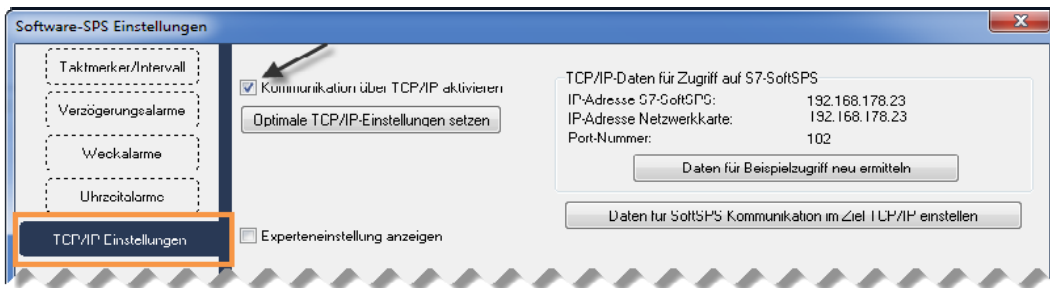 Software-SPS Einstellungen
Taktmerker/Intervall
Verzögerungsalarme
Weckalarme
Uhrzeitalarme
TCP/IP Einstellungen
Kommunikation über TCP/IP aktivieren
Optimale TCP/IP-Einstellungen setzen
Experteneinstellung anzeigen
TCP/IP-Daten für Zugriff auf S7-SoftSPS
IP-Adresse S7-SoftSPS: 192.168.178.23
IP-Adresse Netzwerkkarte: 192.168.178.23
Port-Nummer: 102
Daten für Beispielzugriff neu ermitteln
Daten für SoftSPS Kommunikation im Ziel TCP/IP einstellen